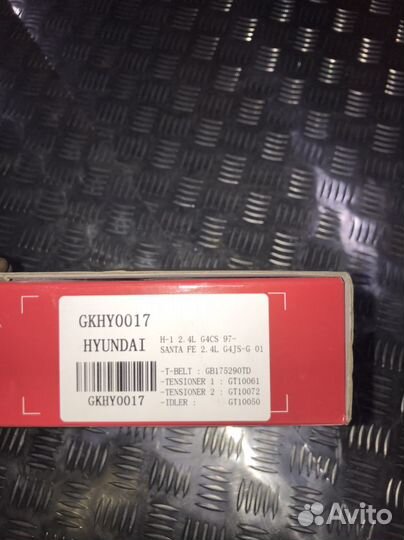 GKHY0017
HYUNDAI
H-1 2.4L G4CS 97-
SANTA FE 2.4L G4JS-G 01
-T-BELT : GB175290TD
-TENSIONER 1 : GT10061
-TENSIONER 2 : GT10072
-IDLER : GT10050
GKHY0017
Avito